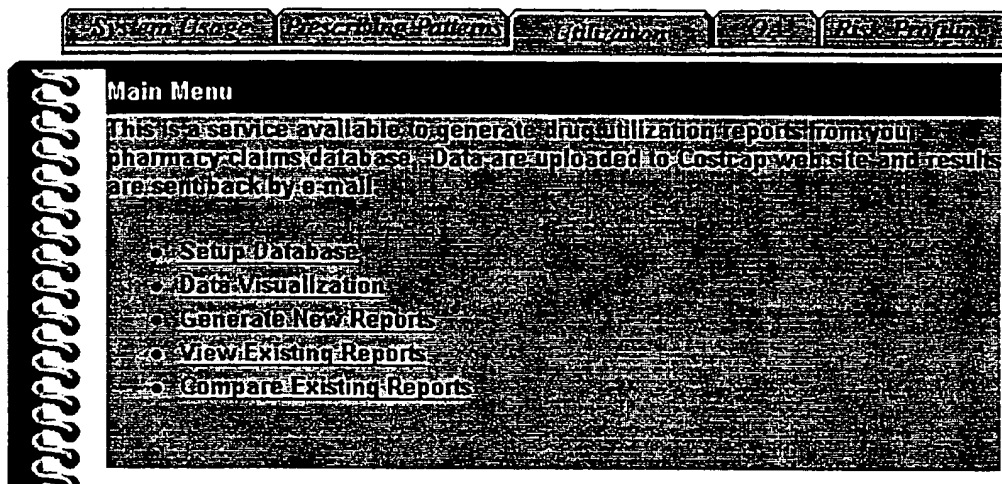 System Usage Prescribing Patterns Utilization Risk Profiling
Main Menu
This is a service available to generate drug utilization reports from you
pharmacy claims database. Data are uploaded to Costcap web site and results
are sent back by e-mail
• Setup Database
• Data Visualization
• Generate New Reports
• View Existing Reports
• Compare Existing Reports